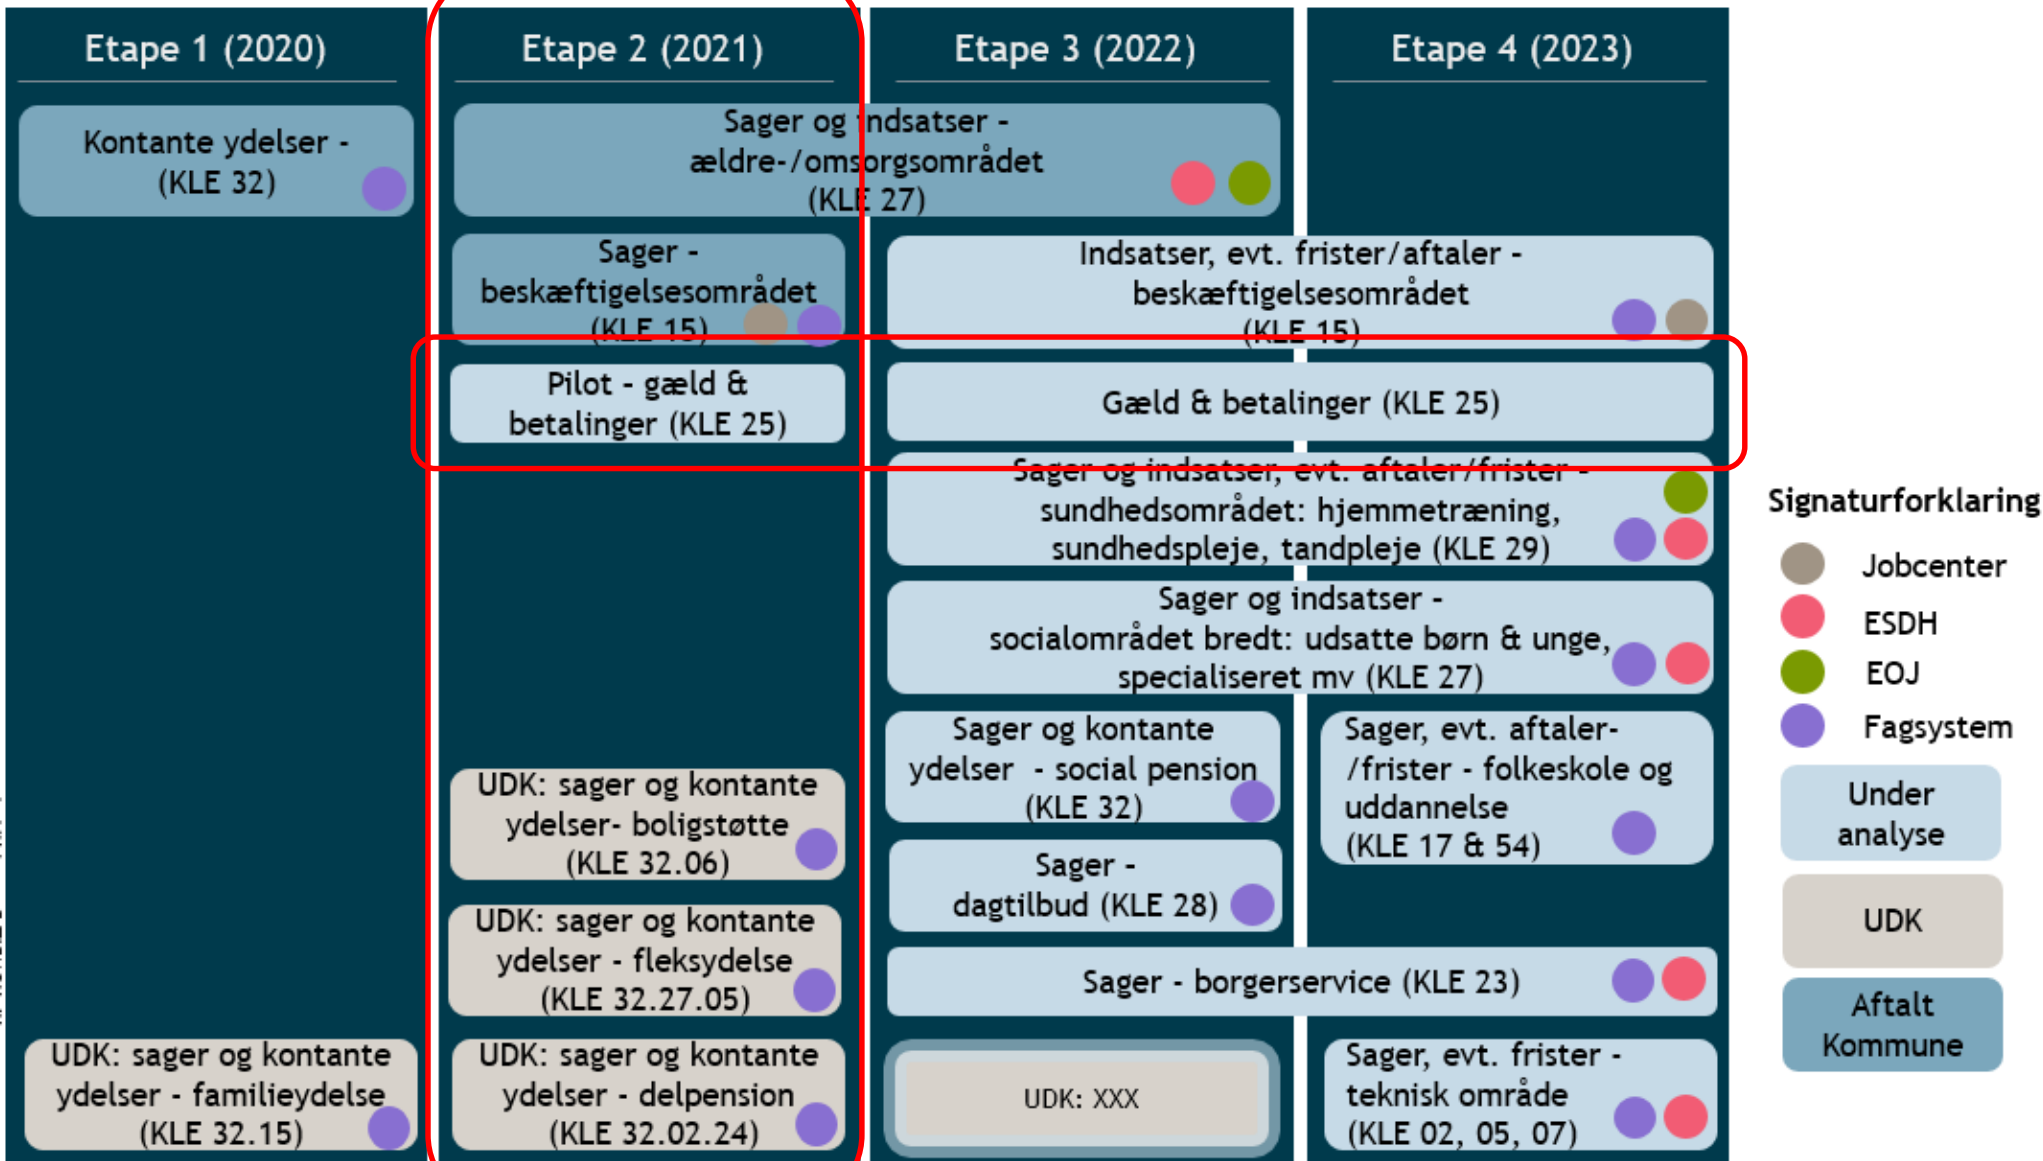 Etape 1 (2020)
Etape 2 (2021)
Etape 3 (2022)
Etape 4 (2023)
Kontante ydelser -
(KLE 32)
Sager og indsatser -
ældre-/omsorgsområdet
(KLE 27)
Sager -
beskæftigelsesområdet
(KLE 15)
Indsatser, evt. frister/aftaler -
beskæftigelsesområdet
(KLE 15)
Pilot - gæld &
betalinger (KLE 25)
Gæld & betalinger (KLE 25)
Sager og indsatser, evt. aftaler/frister -
sundhedsområdet: hjemmetræning,
sundhedspleje, tandpleje (KLE 29)
Sager og indsatser -
socialområdet bredt: udsatte børn & unge,
specialiseret mv (KLE 27)
Sager og kontante
ydelser - social pension
(KLE 32)
Sager, evt. aftaler-
/frister - folkeskole og
uddannelse
(KLE 17 & 54)
UDK: sager og kontante
ydelser- boligstøtte
(KLE 32.06)
Sager -
dagtilbud (KLE 28)
UDK: sager og kontante
ydelser - fleksydelse
(KLE 32.27.05)
Sager - borgerservice (KLE 23)
UDK: sager og kontante
ydelser - familieydelse
(KLE 32.15)
UDK: sager og kontante
ydelser - delpension
(KLE 32.02.24)
UDK: XXX
Sager, evt. frister -
teknisk område
(KLE 02, 05, 07)
Signaturforklaring
Jobcenter
ESDH
EOJ
Fagsystem
Under
analyse
UDK
Aftalt
Kommune